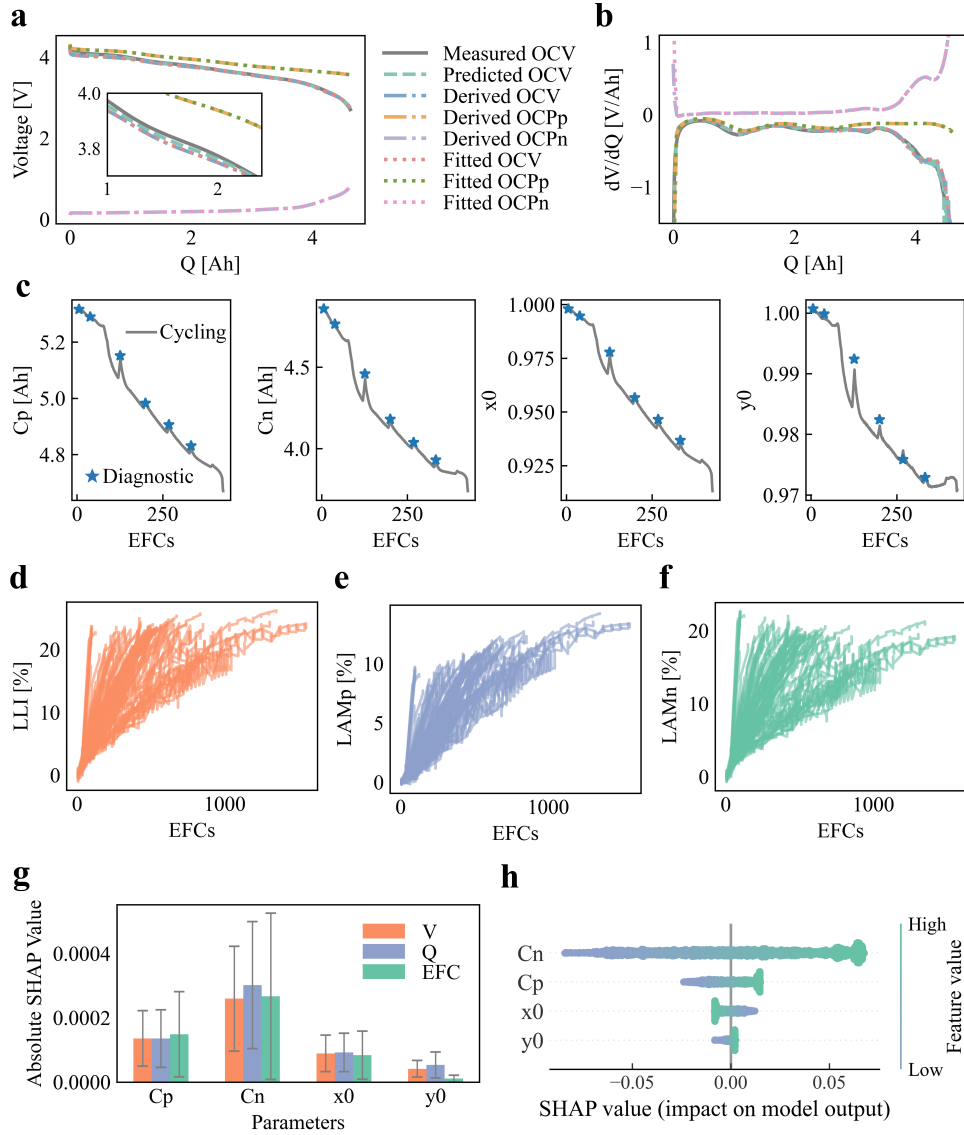 a
Voltage [V]
4
2
0
4.0
3.8
1
2
0
2
4
Q [Ah]
Measured OCV
Predicted OCV
Derived OCV
Derived OCPp
Derived OCPn
Fitted OCV
Fitted OCPp
Fitted OCPn
b
dV/dQ [V/Ah]
1
0
−1
0
2
4
Q [Ah]
c
Cp [Ah]
5.2
5.0
4.8
Cycling
Diagnostic
0
250
EFCs
Cn [Ah]
4.5
4.0
0
250
EFCs
x0
1.000
0.975
0.950
0.925
0
250
EFCs
y0
1.00
0.99
0.98
0.97
0
250
EFCs
d
LLI [%]
20
10
0
0
1000
EFCs
e
LAMp [%]
10
5
0
0
1000
EFCs
f
LAMn [%]
20
10
0
0
1000
EFCs
g
Absolute SHAP Value
0.0004
0.0002
0.0000
V
Q
EFC
Cp
Cn
x0
y0
Parameters
h
Cn
Cp
x0
y0
−0.05
0.00
0.05
SHAP value (impact on model output)
High
Low
Feature value